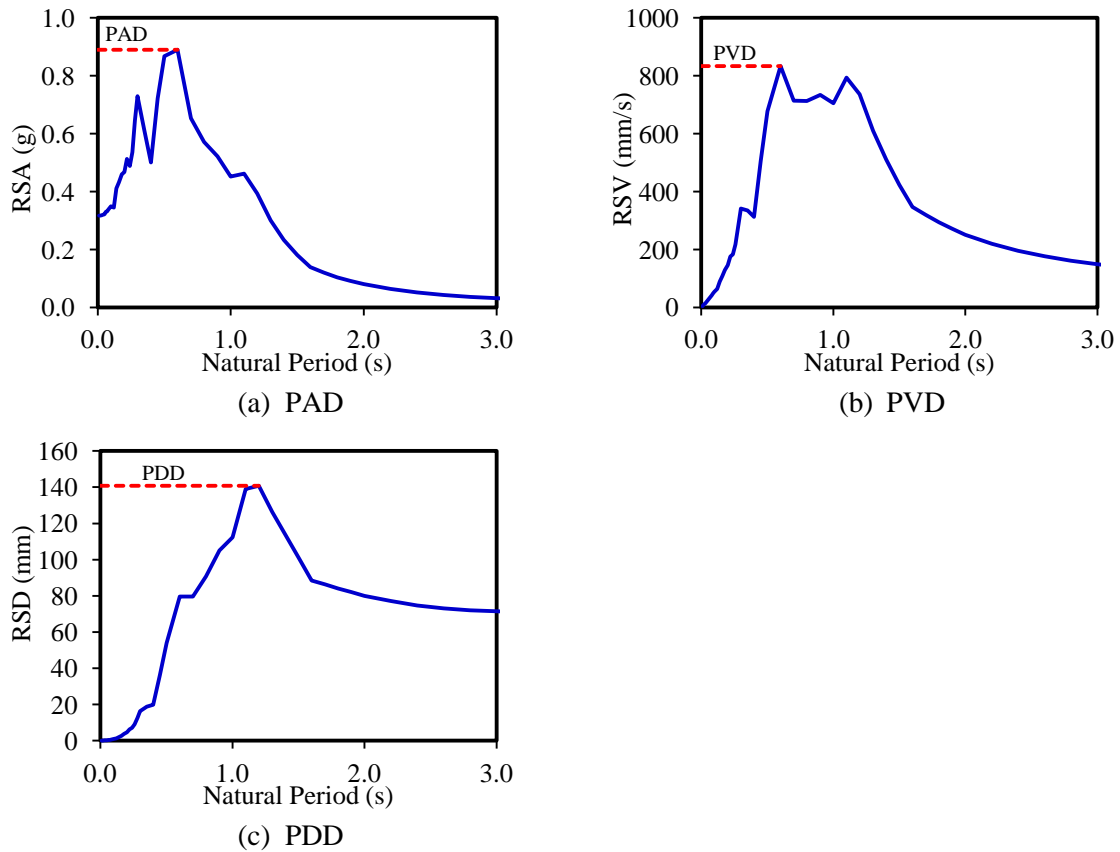 1.0
0.8
0.6
0.4
0.2
0.0
RSA (g)
PAD
0.0 1.0 2.0 3.0
Natural Period (s)
(a) PAD
1000
800
600
400
200
0
RSV (mm/s)
PVD
0.0 1.0 2.0 3.0
Natural Period (s)
(b) PVD
160
140
120
100
80
60
40
20
0
RSD (mm)
PDD
0.0 1.0 2.0 3.0
Natural Period (s)
(c) PDD